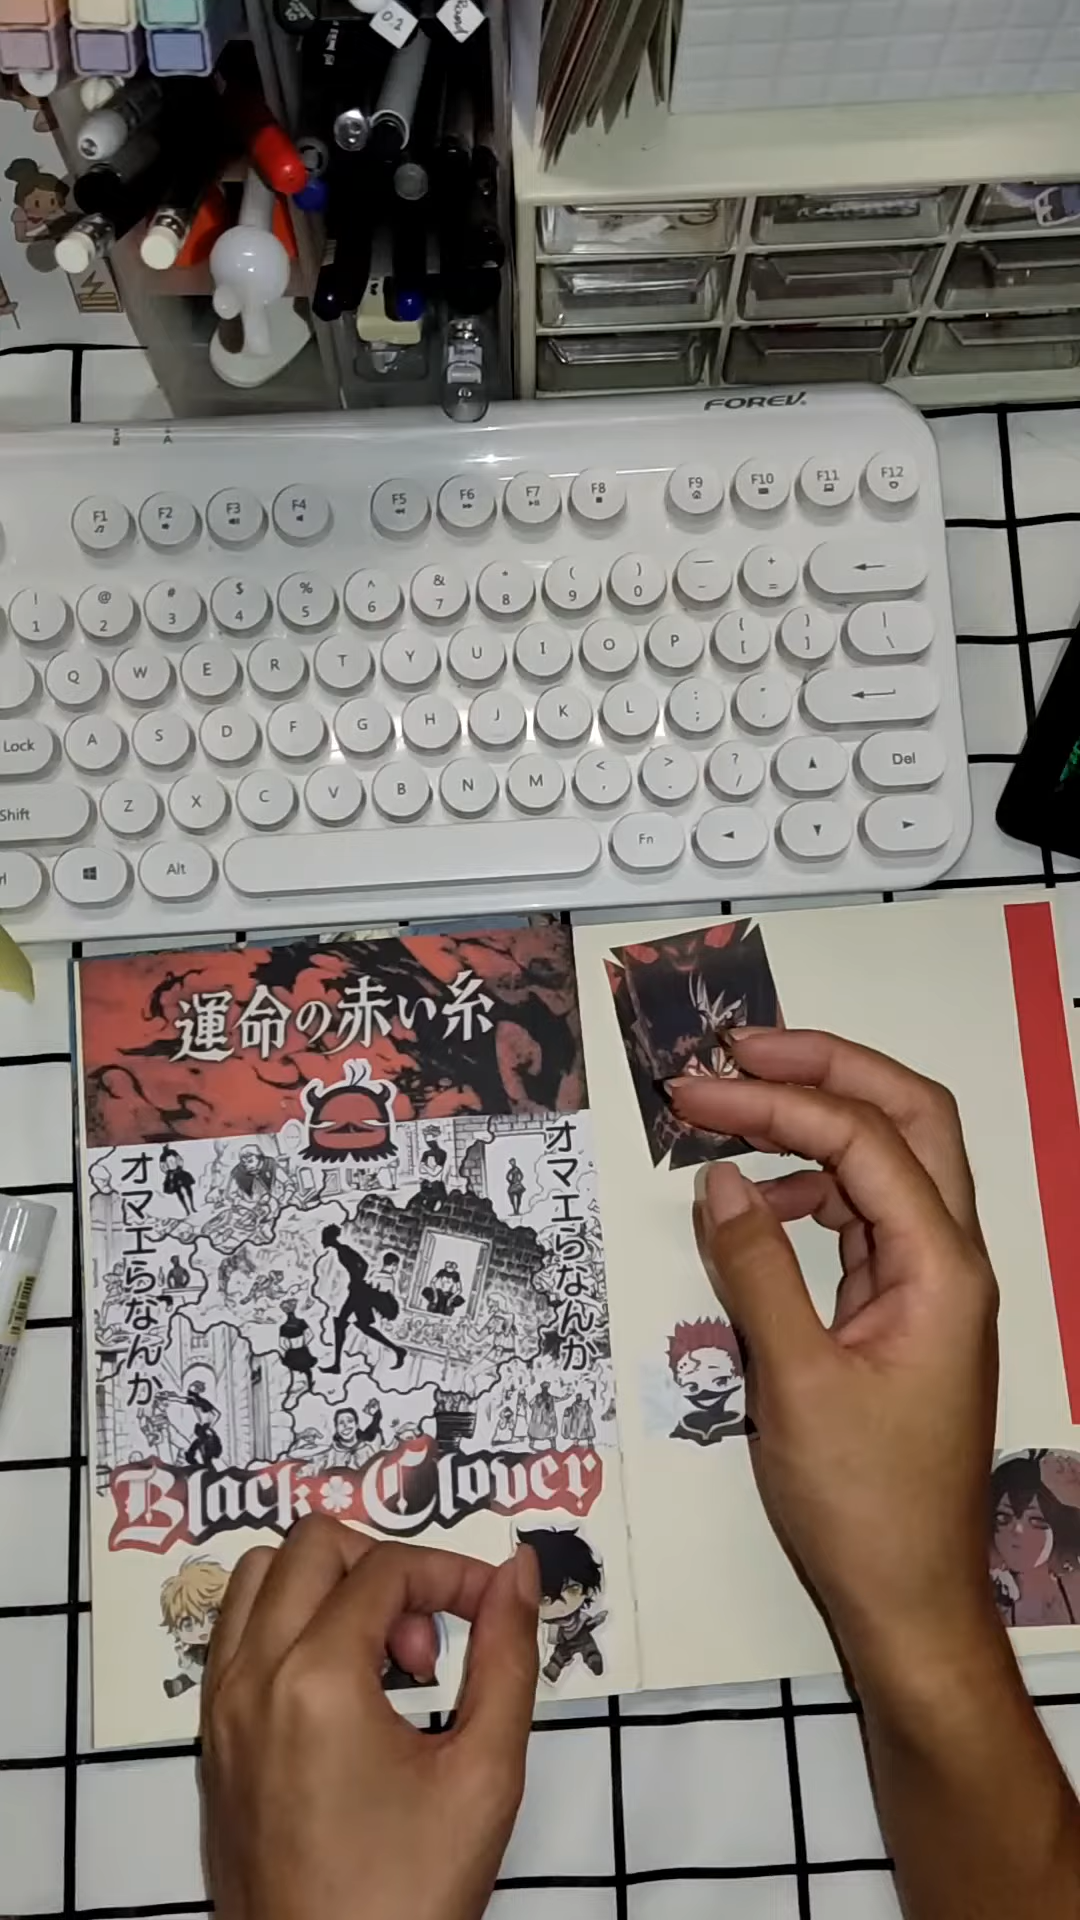 0.2
FOREV
F1 F2 F3 F4 F5 F6 F7 F8 F9 F10 F11 F12
! @ # $ % ^ & * ( ) — +
1 2 3 4 5 6 7 8 9 0 - =
Q W E R T Y U I O P { } |
[ ] \
Lock A S D F G H J K L : "
; '
Shift Z X C V B N M < > ? Del
, . /
Alt Fn
運命の赤い糸
オマエらなんか
オマエらなんか
Black Clover